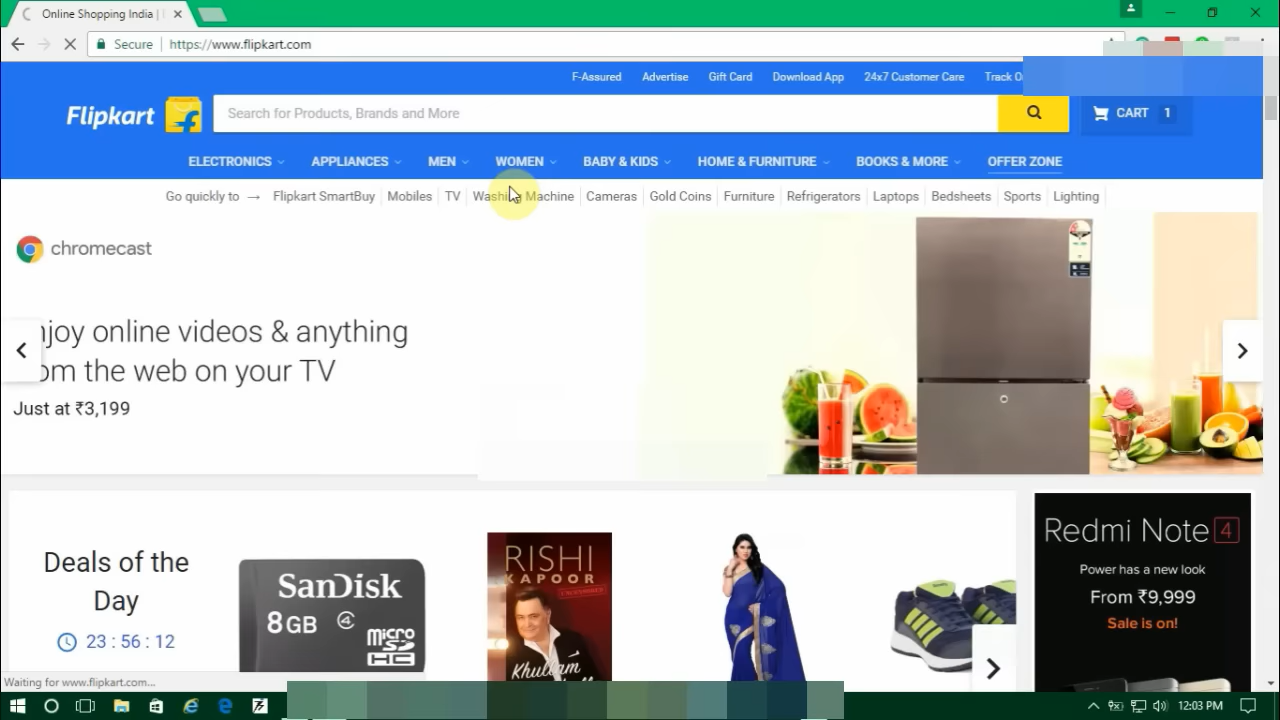 Online Shopping India |
Secure | https://www.flipkart.com
F-Assured Advertise Gift Card Download App 24x7 Customer Care Track
Flipkart Search for Products, Brands and More CART 1
ELECTRONICS APPLIANCES MEN WOMEN BABY & KIDS HOME & FURNITURE BOOKS & MORE OFFER ZONE
Go quickly to → Flipkart SmartBuy Mobiles TV Washing Machine Cameras Gold Coins Furniture Refrigerators Laptops Bedsheets Sports Lighting
chromecast
njoy online videos & anything
om the web on your TV
Just at ₹3,199
Deals of the
Day
23 : 56 : 12
SanDisk
8GB 4
micro
SD
HC
RISHI
KAPOOR
UNCENSORED
Khullam
Redmi Note 4
Power has a new look
From ₹9,999
Sale is on!
Waiting for www.flipkart.com...
12:03 PM